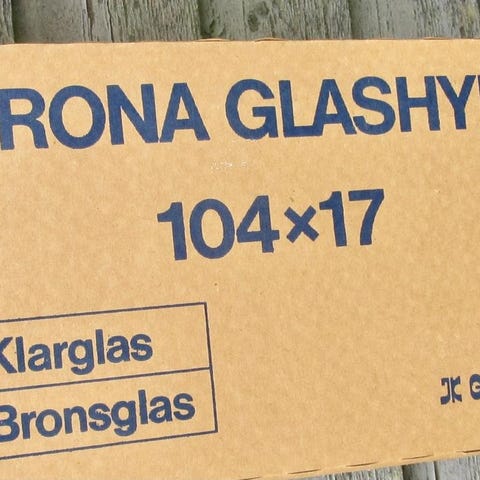 RONA GLASHY
104×17
Klarglas
Bronsglas
G